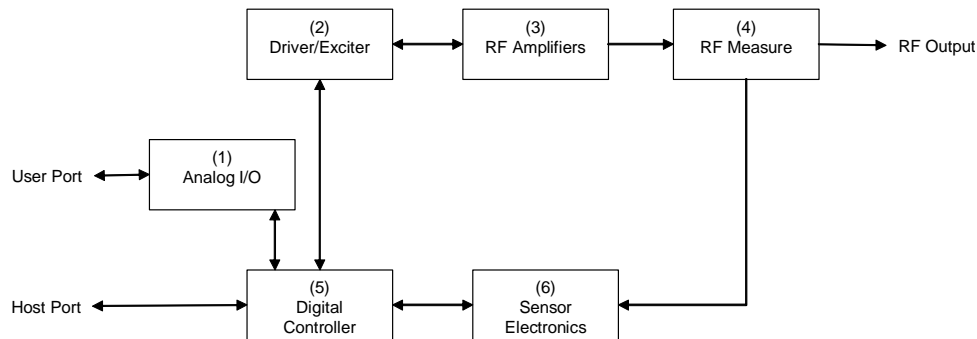 (2)
Driver/Exciter
(3)
RF Amplifiers
(4)
RF Measure
RF Output
(1)
Analog I/O
User Port
Host Port
(5)
Digital
Controller
(6)
Sensor
Electronics